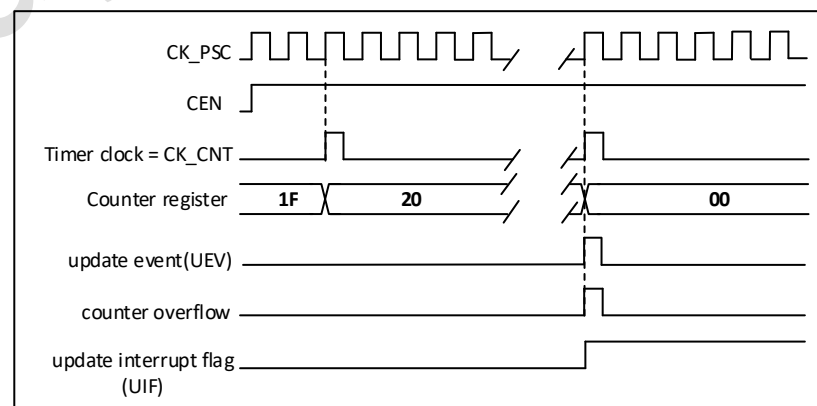 CK_PSC
CEN
Timer clock = CK_CNT
Counter register 1F 20 00
update event(UEV)
counter overflow
update interrupt flag
(UIF)